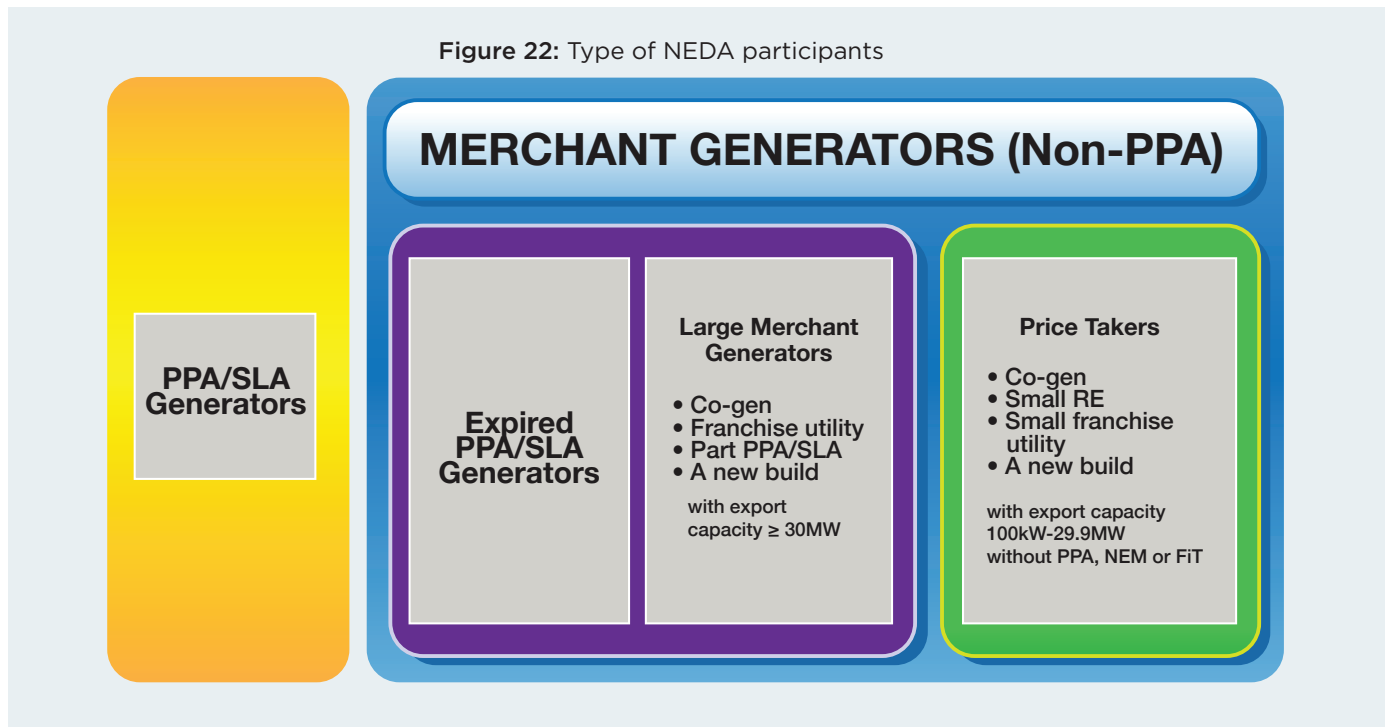 Figure 22: Type of NEDA participants
MERCHANT GENERATORS (Non-PPA)
PPA/SLA
Generators
Expired
PPA/SLA
Generators
Large Merchant
Generators
• Co-gen
• Franchise utility
• Part PPA/SLA
• A new build
with export
capacity ≥ 30MW
Price Takers
• Co-gen
• Small RE
• Small franchise
utility
• A new build
with export capacity
100kW-29.9MW
without PPA, NEM or FiT